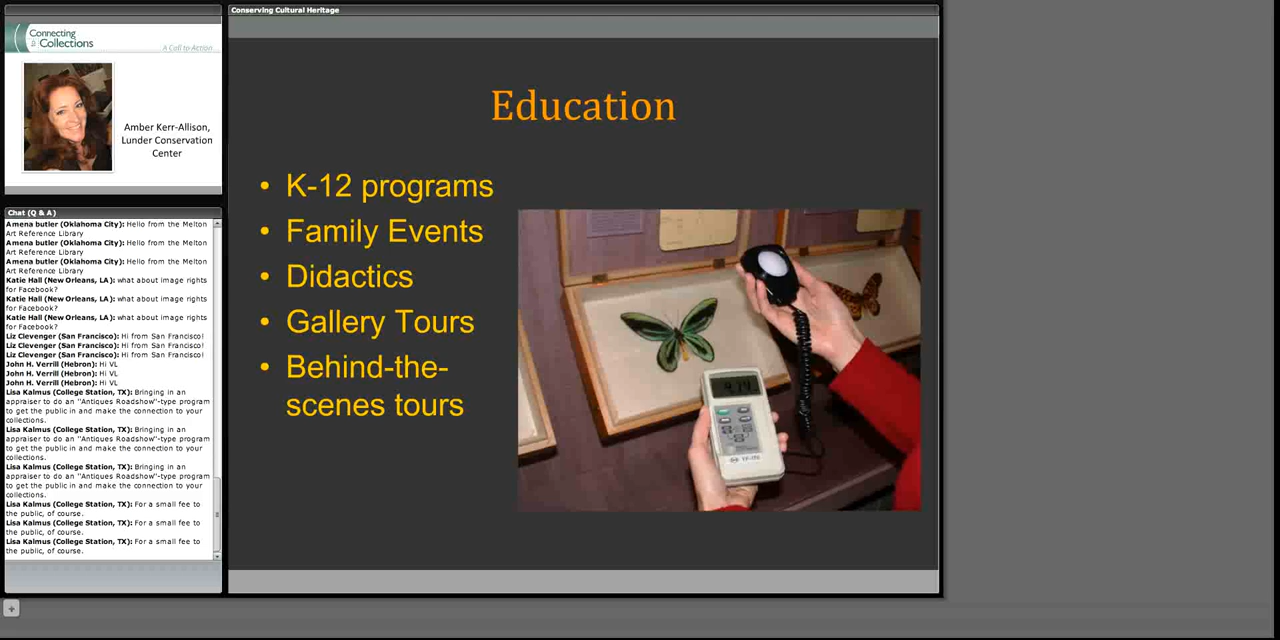 Conserving Cultural Heritage
Connecting
to Collections
A Call to Action
Amber Kerr-Allison,
Lunder Conservation
Center
Education
• K-12 programs
• Family Events
• Didactics
• Gallery Tours
• Behind-the-
scenes tours
Chat (Q & A)
Amena butler (Oklahoma City): Hello from the Melton
Art Reference Library
Amena butler (Oklahoma City): Hello from the Melton
Art Reference Library
Amena butler (Oklahoma City): Hello from the Melton
Art Reference Library
Katie Hall (New Orleans, LA): what about image rights
for Facebook?
Katie Hall (New Orleans, LA): what about image rights
for Facebook?
Katie Hall (New Orleans, LA): what about image rights
for Facebook?
Liz Clevenger (San Francisco): Hi from San Francisco!
Liz Clevenger (San Francisco): Hi from San Francisco!
Liz Clevenger (San Francisco): Hi from San Francisco!
John H. Verrill (Hebron): Hi VL
John H. Verrill (Hebron): Hi VL
John H. Verrill (Hebron): Hi VL
Lisa Kalmus (College Station, TX): Bringing in an
appraiser to do an "Antiques Roadshow"-type program
to get the public in and make the connection to your
collections.
Lisa Kalmus (College Station, TX): Bringing in an
appraiser to do an "Antiques Roadshow"-type program
to get the public in and make the connection to your
collections.
Lisa Kalmus (College Station, TX): Bringing in an
appraiser to do an "Antiques Roadshow"-type program
to get the public in and make the connection to your
collections.
Lisa Kalmus (College Station, TX): For a small fee to
the public, of course.
Lisa Kalmus (College Station, TX): For a small fee to
the public, of course.
Lisa Kalmus (College Station, TX): For a small fee to
the public, of course.